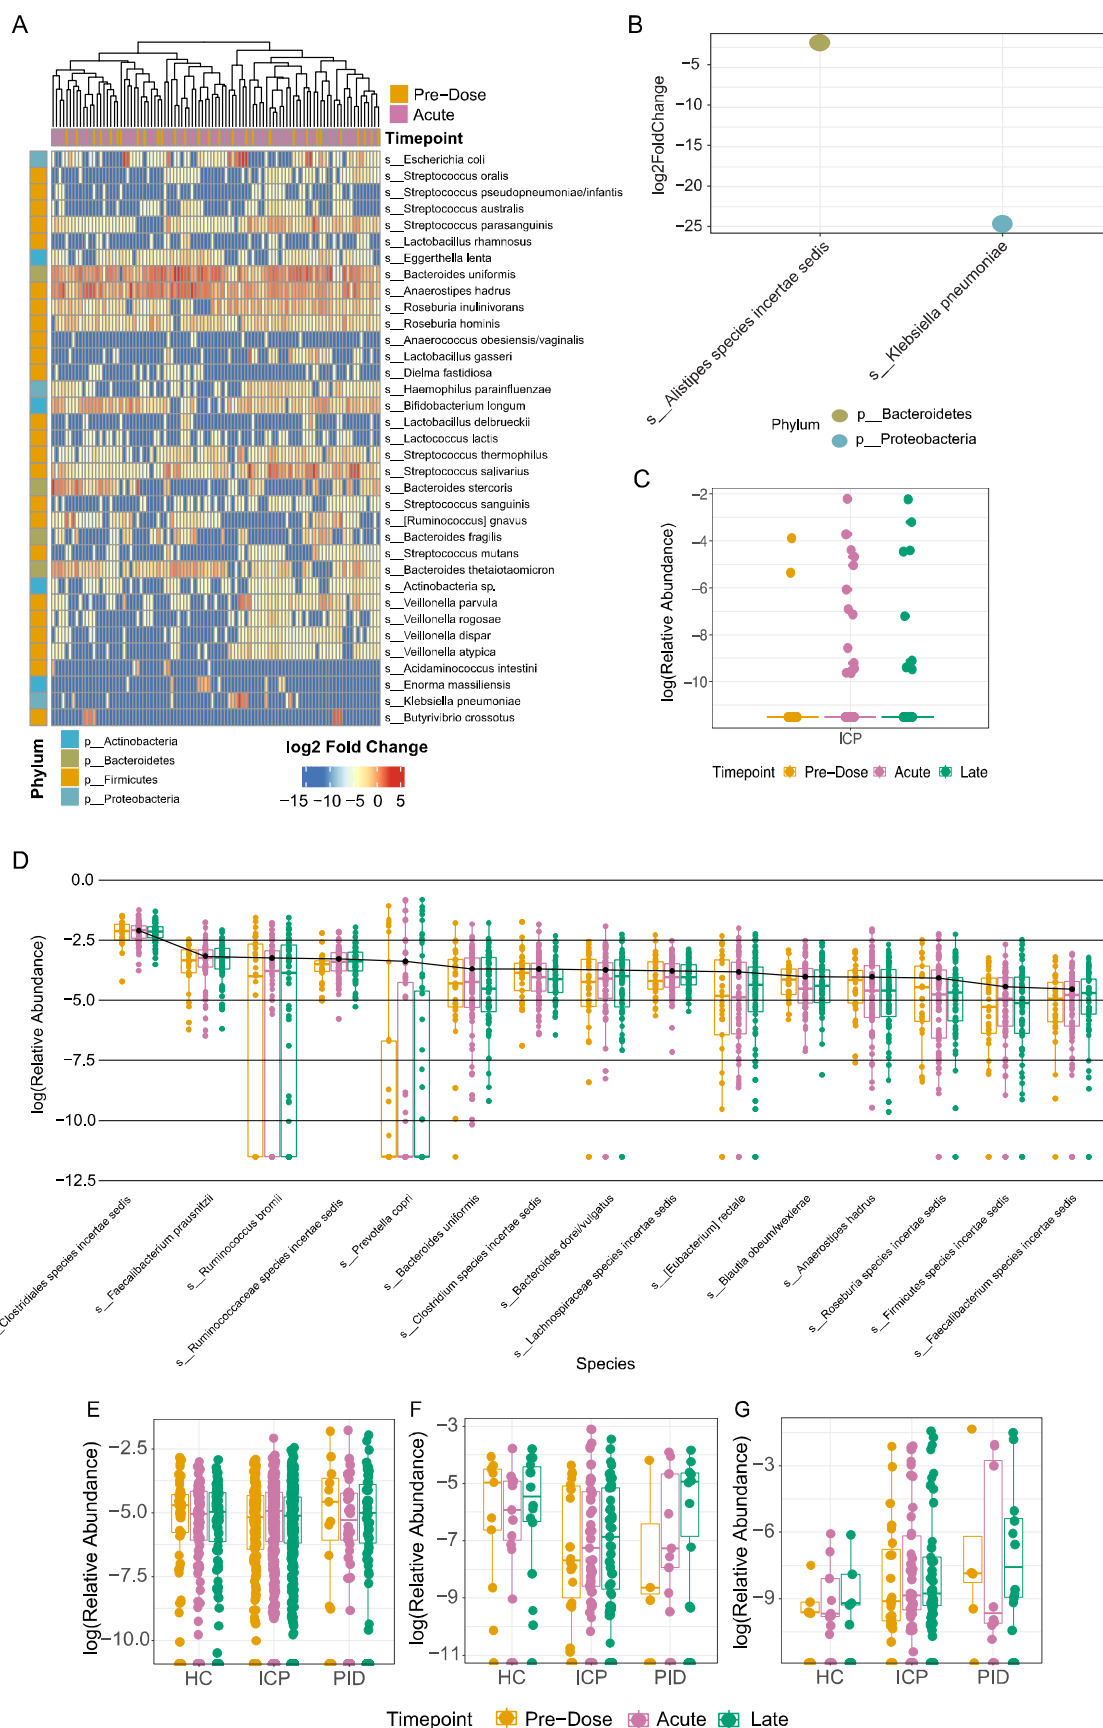 A
Pre−Dose
Acute
Timepoint
s__Escherichia coli
s__Streptococcus oralis
s__Streptococcus pseudopneumoniae/infantis
s__Streptococcus australis
s__Streptococcus parasanguinis
s__Lactobacillus rhamnosus
s__Eggerthella lenta
s__Bacteroides uniformis
s__Anaerostipes hadrus
s__Roseburia inulinivorans
s__Roseburia hominis
s__Anaerococcus obesiensis/vaginalis
s__Lactobacillus gasseri
s__Dielma fastidiosa
s__Haemophilus parainfluenzae
s__Bifidobacterium longum
s__Lactobacillus delbrueckii
s__Lactococcus lactis
s__Streptococcus thermophilus
s__Streptococcus salivarius
s__Bacteroides stercoris
s__Streptococcus sanguinis
s__[Ruminococcus] gnavus
s__Bacteroides fragilis
s__Streptococcus mutans
s__Bacteroides thetaiotaomicron
s__Actinobacteria sp.
s__Veillonella parvula
s__Veillonella rogosae
s__Veillonella dispar
s__Veillonella atypica
s__Acidaminococcus intestini
s__Enorma massiliensis
s__Klebsiella pneumoniae
s__Butyrivibrio crossotus
Phylum
p__Actinobacteria
p__Bacteroidetes
p__Firmicutes
p__Proteobacteria
log2 Fold Change
−15 −10 −5 0 5
B
log2FoldChange
−5
−10
−15
−20
−25
s__Alistipes species incertae sedis
s__Klebsiella pneumoniae
Phylum
p__Bacteroidetes
p__Proteobacteria
C
log(Relative Abundance)
−2
−4
−6
−8
−10
ICP
Timepoint Pre−Dose Acute Late
D
log(Relative Abundance)
0.0
−2.5
−5.0
−7.5
−10.0
−12.5
Clostridiales species incertae sedis
s__Faecalibacterium prausnitzii
s__Ruminococcus bromii
s__Ruminococcaceae species incertae sedis
s__Prevotella copri
s__Bacteroides uniformis
s__Clostridium species incertae sedis
s__Bacteroides dorei/vulgatus
s__Lachnospiraceae species incertae sedis
s__[Eubacterium] rectale
s__Blautia obeum/wexlerae
s__Anaerostipes hadrus
s__Roseburia species incertae sedis
s__Firmicutes species incertae sedis
s__Faecalibacterium species incertae sedis
Species
E
log(Relative Abundance)
−2.5
−5.0
−7.5
−10.0
HC ICP PID
F
log(Relative Abundance)
−3
−5
−7
−9
−11
HC ICP PID
G
log(Relative Abundance)
−3
−6
−9
HC ICP PID
Timepoint Pre−Dose Acute Late